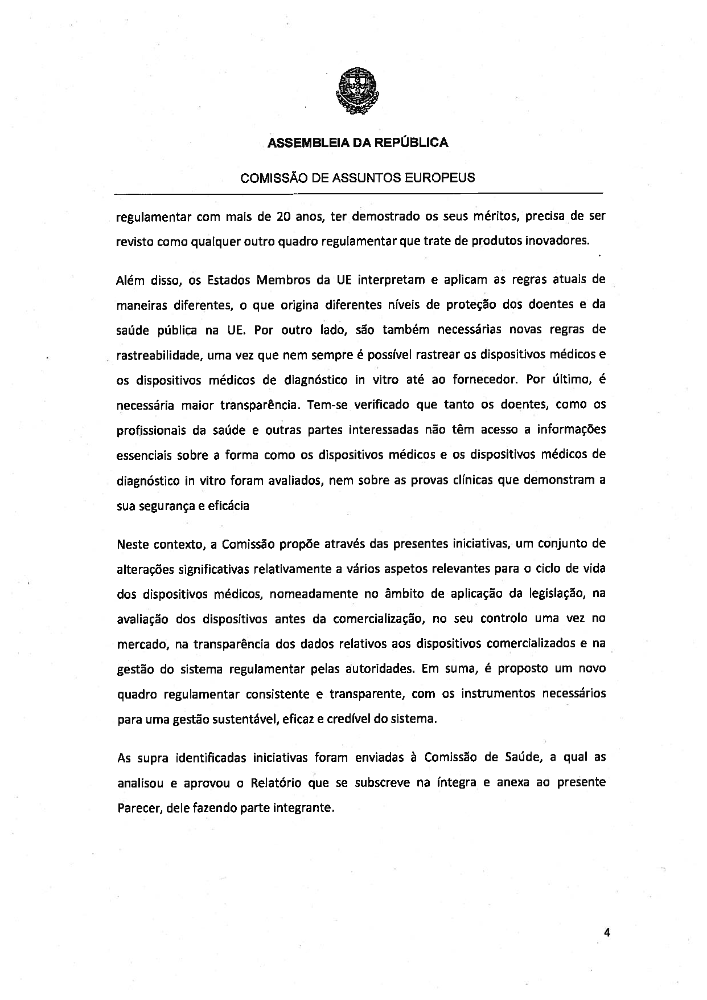 ASSEMBLEIA DA REPÚBLICA
COMISSÃO DE ASSUNTOS EUROPEUS
regulamentar com mais de 20 anos, ter demostrado os seus méritos, precisa de ser
revisto como qualquer outro quadro regulamentar que trate de produtos inovadores.
Além disso, os Estados Membros da UE interpretam e aplicam as regras atuais de
maneiras diferentes, o que origina diferentes níveis de proteção dos doentes e da
saúde pública na UE. Por outro lado, são também necessárias novas regras de
rastreabilidade, uma vez que nem sempre é possível rastrear os dispositivos médicos e
os dispositivos médicos de diagnóstico in vitro até ao fornecedor. Por último, é
necessária maior transparência. Tem-se verificado que tanto os doentes, como os
profissionais da saúde e outras partes interessadas não têm acesso a informações
essenciais sobre a forma como os dispositivos médicos e os dispositivos médicos de
diagnóstico in vitro foram avaliados, nem sobre as provas clínicas que demonstram a
sua segurança e eficácia
Neste contexto, a Comissão propõe através das presentes iniciativas, um conjunto de
alterações significativas relativamente a vários aspetos relevantes para o ciclo de vida
dos dispositivos médicos, nomeadamente no âmbito de aplicação da legislação, na
avaliação dos dispositivos antes da comercialização, no seu controlo uma vez no
mercado, na transparência dos dados relativos aos dispositivos comercializados e na
gestão do sistema regulamentar pelas autoridades. Em suma, é proposto um novo
quadro regulamentar consistente e transparente, com os instrumentos necessários
para uma gestão sustentável, eficaz e credível do sistema.
As supra identificadas iniciativas foram enviadas à Comissão de Saúde, a qual as
analisou e aprovou o Relatório que se subscreve na íntegra e anexa ao presente
Parecer, dele fazendo parte integrante.
4